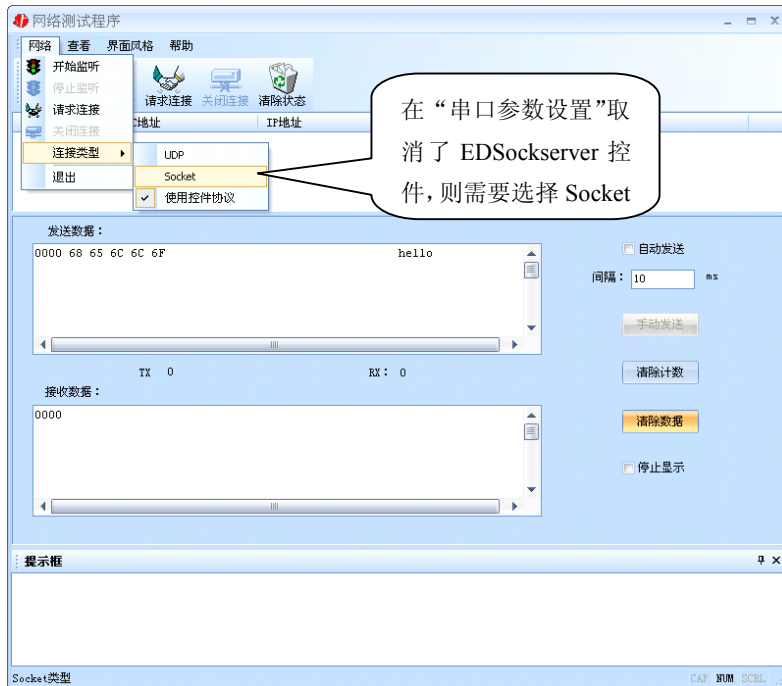 网络测试程序
网络 查看 界面风格 帮助
开始监听
停止监听
请求连接
关闭连接
连接类型
退出
请求连接 关闭连接 清除状态
C地址 IP地址
UDP
Socket
使用控件协议
在“串口参数设置”取
消了 EDSockserver 控
件,则需要选择 Socket
发送数据:
0000 68 65 6C 6C 6F hello
自动发送
间隔: 10 ms
手动发送
TX 0 RX: 0
清除计数
接收数据:
0000
清除数据
停止显示
提示框
Socket类型 CAP NUM SCRL